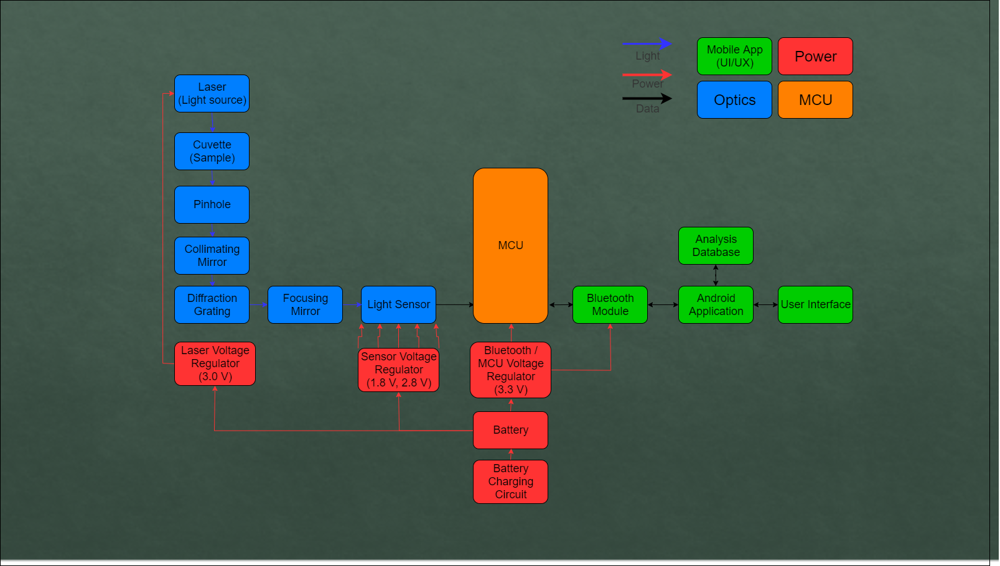 Light
Power
Data
Mobile App
(UI/UX)
Power
Optics
MCU
Laser
(Light source)
Cuvette
(Sample)
Pinhole
Collimating
Mirror
Diffraction
Grating
Focusing
Mirror
Light Sensor
MCU
Bluetooth
Module
Analysis
Database
Android
Application
User Interface
Laser Voltage
Regulator
(3.0 V)
Sensor Voltage
Regulator
(1.8 V, 2.8 V)
Bluetooth /
MCU Voltage
Regulator
(3.3 V)
Battery
Battery
Charging
Circuit